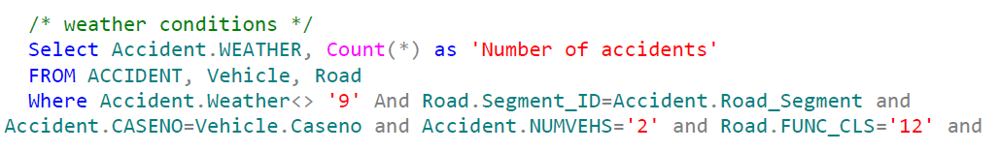 /* weather conditions */
Select Accident.WEATHER, Count(*) as 'Number of accidents'
FROM ACCIDENT, Vehicle, Road
Where Accident.Weather<> '9' And Road.Segment_ID=Accident.Road_Segment and
Accident.CASENO=Vehicle.Caseno and Accident.NUMVEHS='2' and Road.FUNC_CLS='12' and